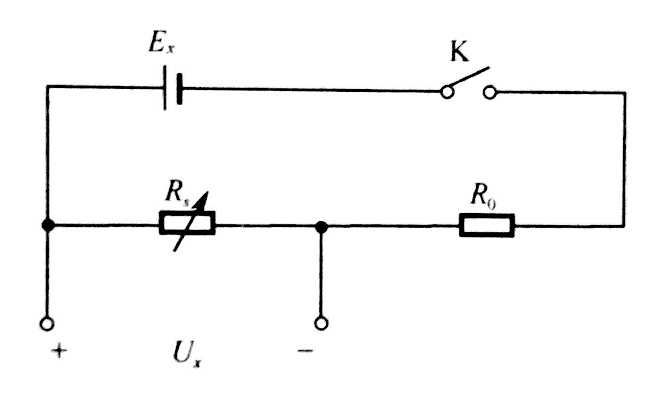 Eₓ K
Rₛ R₀
+ Uₓ −